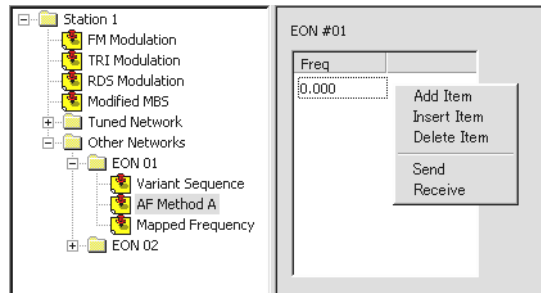 Station 1
FM Modulation
TRI Modulation
RDS Modulation
Modified MBS
Tuned Network
Other Networks
EON 01
Variant Sequence
AF Method A
Mapped Frequency
EON 02
EON #01
Freq
0.000
Add Item
Insert Item
Delete Item
Send
Receive